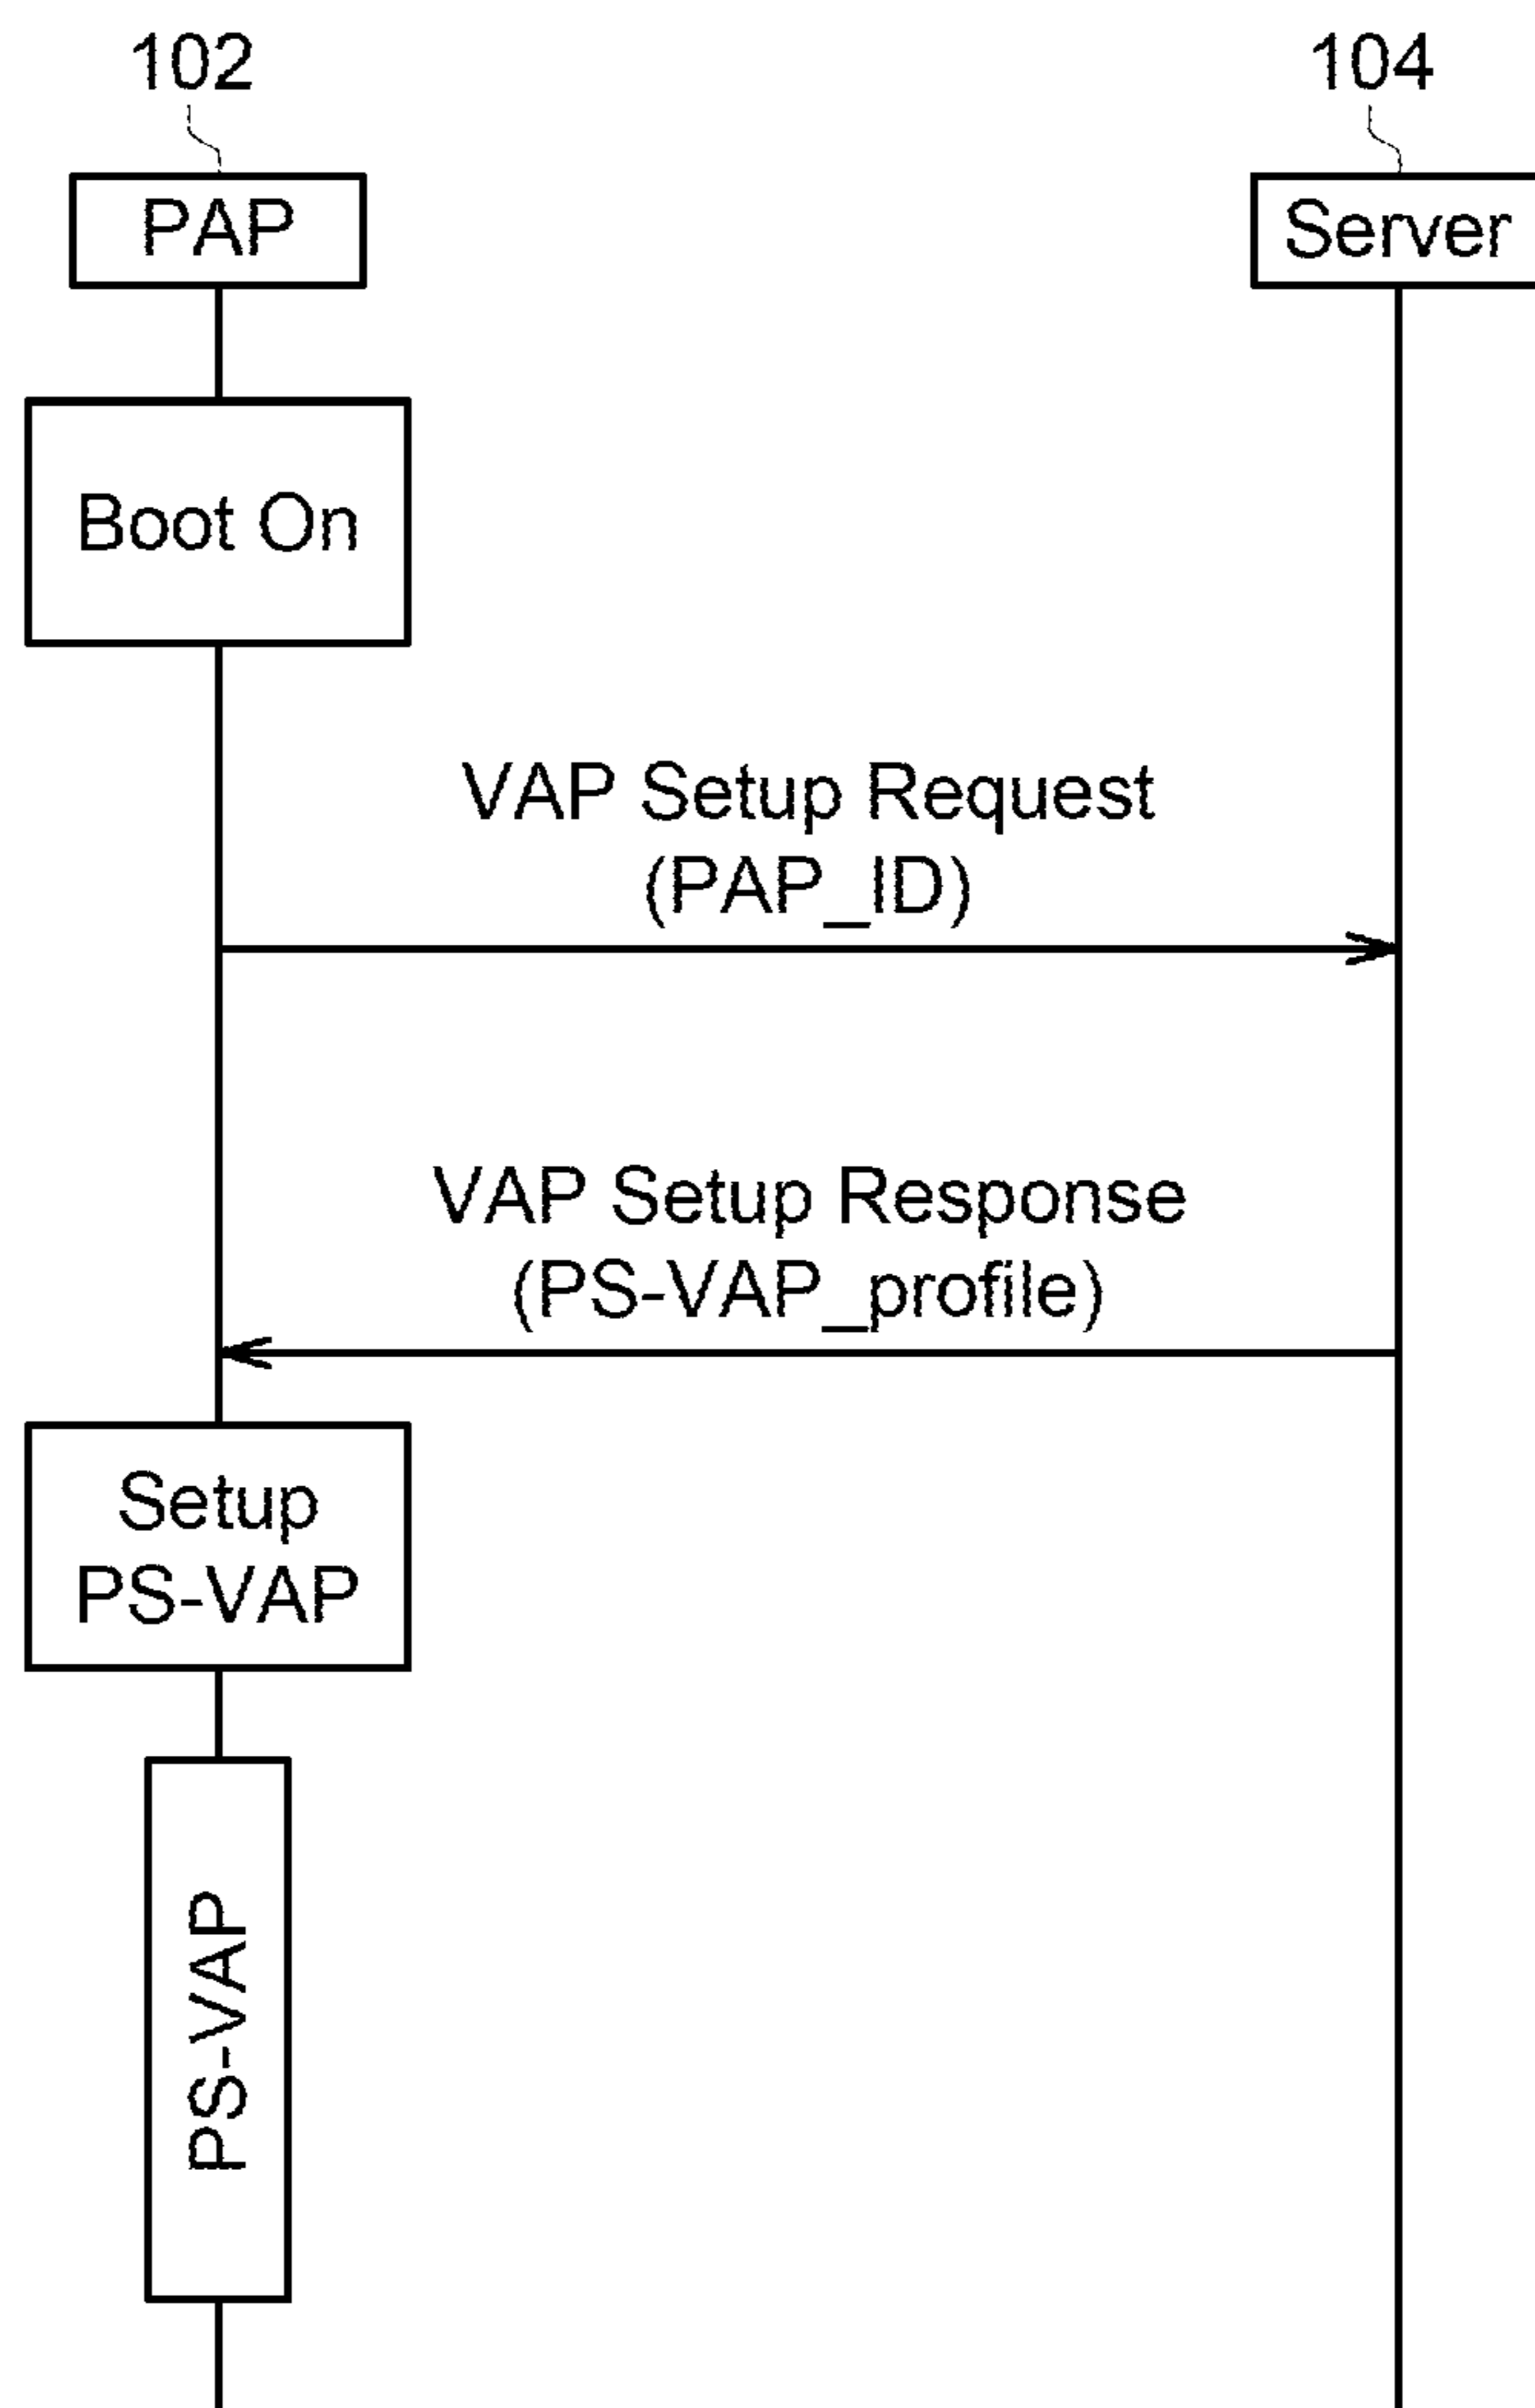 102
104
PAP
Server
Boot On
VAP Setup Request
(PAP_ID)
VAP Setup Response
(PS-VAP_profile)
Setup
PS-VAP
PS-VAP